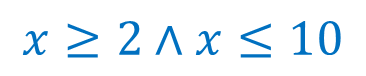 x ≥ 2 ∧ x ≤ 10